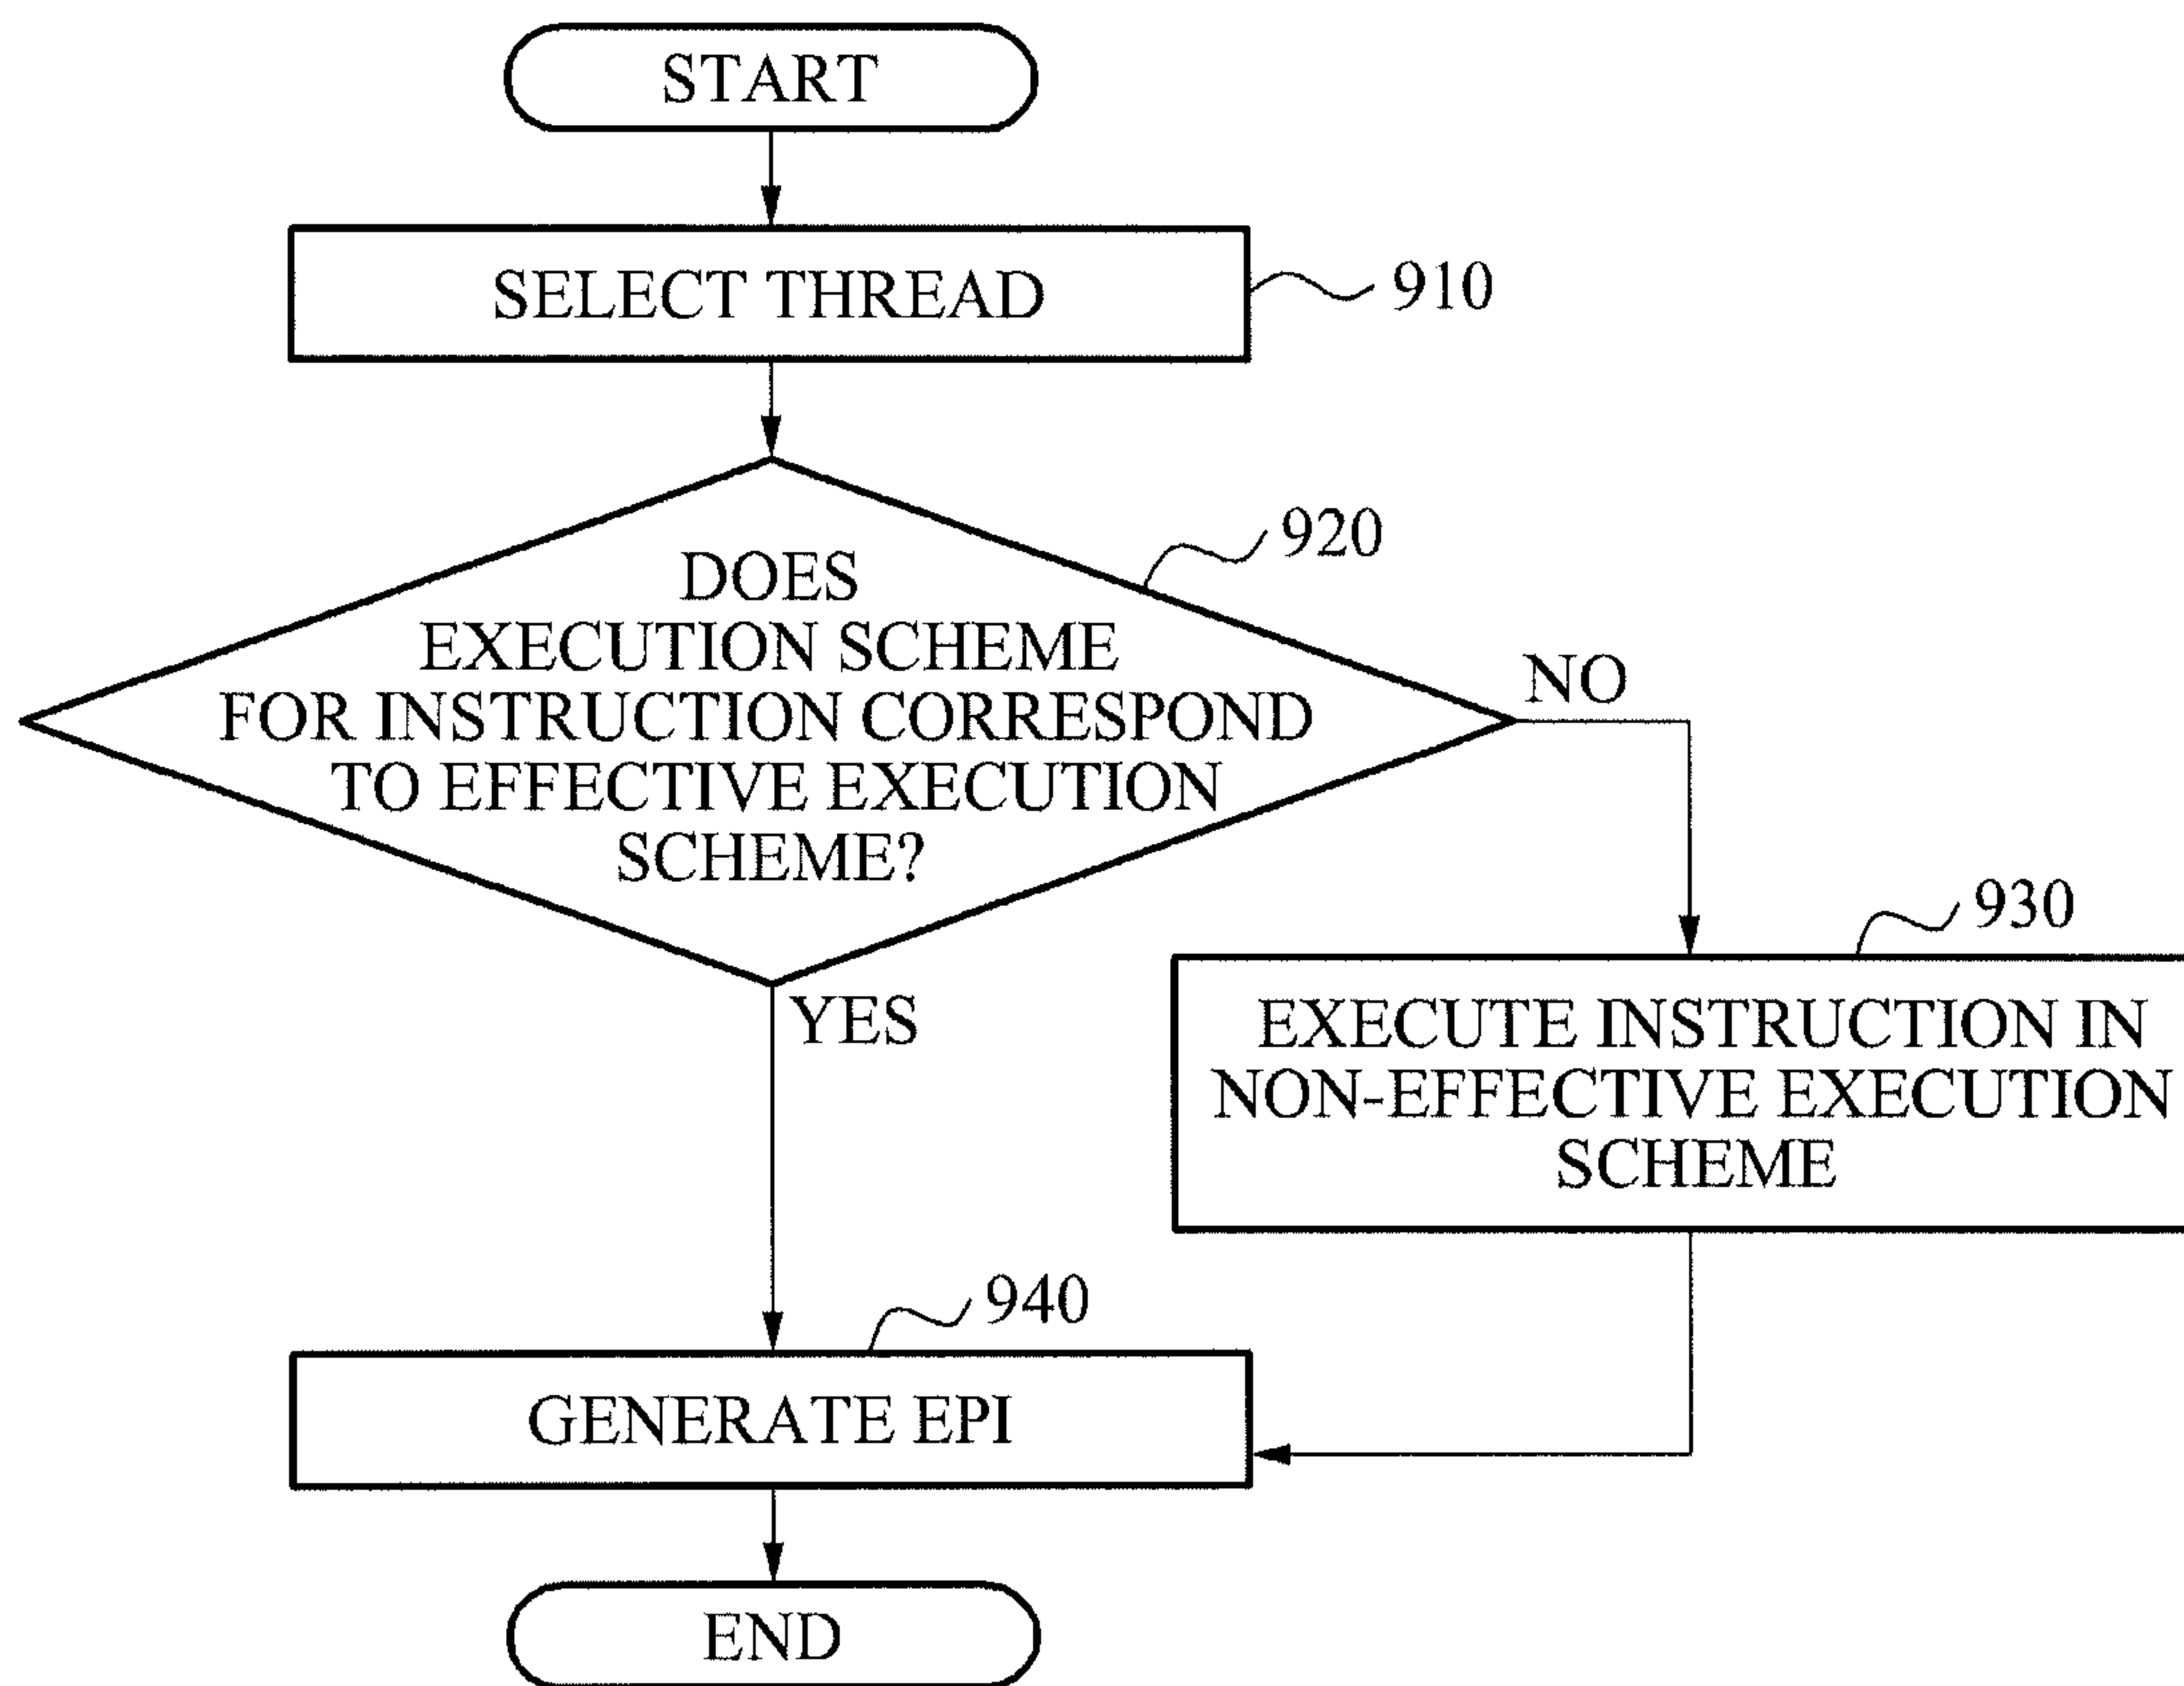 START
SELECT THREAD
910
920
DOES
EXECUTION SCHEME
FOR INSTRUCTION CORRESPOND
TO EFFECTIVE EXECUTION
SCHEME?
NO
YES
930
EXECUTE INSTRUCTION IN
NON-EFFECTIVE EXECUTION
SCHEME
940
GENERATE EPI
END